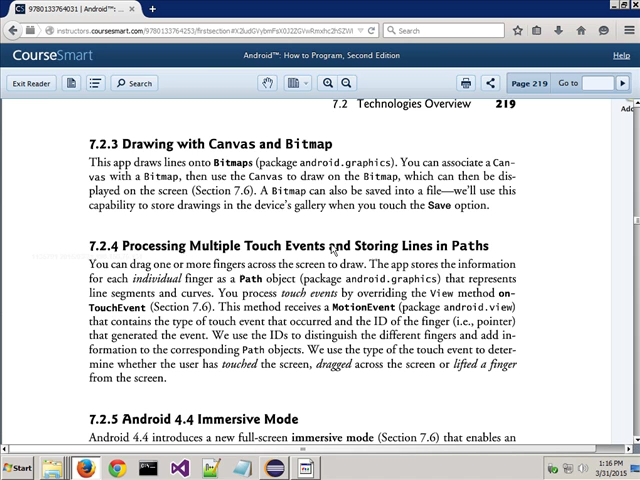 9780133764031 | Android™:...
instructors.coursesmart.com
Search
CourseSmart
Android™: How to Program, Second Edition
Help
Exit Reader
Search
Page 219
Go to
7.2 Technologies Overview 219
Add
7.2.3 Drawing with Canvas and Bitmap
This app draws lines onto Bitmaps (package android.graphics). You can associate a Can-
vas with a Bitmap, then use the Canvas to draw on the Bitmap, which can then be dis-
played on the screen (Section 7.6). A Bitmap can also be saved into a file—we'll use this
capability to store drawings in the device's gallery when you touch the Save option.
7.2.4 Processing Multiple Touch Events and Storing Lines in Paths
You can drag one or more fingers across the screen to draw. The app stores the information
for each individual finger as a Path object (package android.graphics) that represents
line segments and curves. You process touch events by overriding the View method on-
TouchEvent (Section 7.6). This method receives a MotionEvent (package android.view)
that contains the type of touch event that occurred and the ID of the finger (i.e., pointer)
that generated the event. We use the IDs to distinguish the different fingers and add in-
formation to the corresponding Path objects. We use the type of the touch event to deter-
mine whether the user has touched the screen, dragged across the screen or lifted a finger
from the screen.
7.2.5 Android 4.4 Immersive Mode
Android 4.4 introduces a new full-screen immersive mode (Section 7.6) that enables an
Start
1:16 PM
3/31/2015